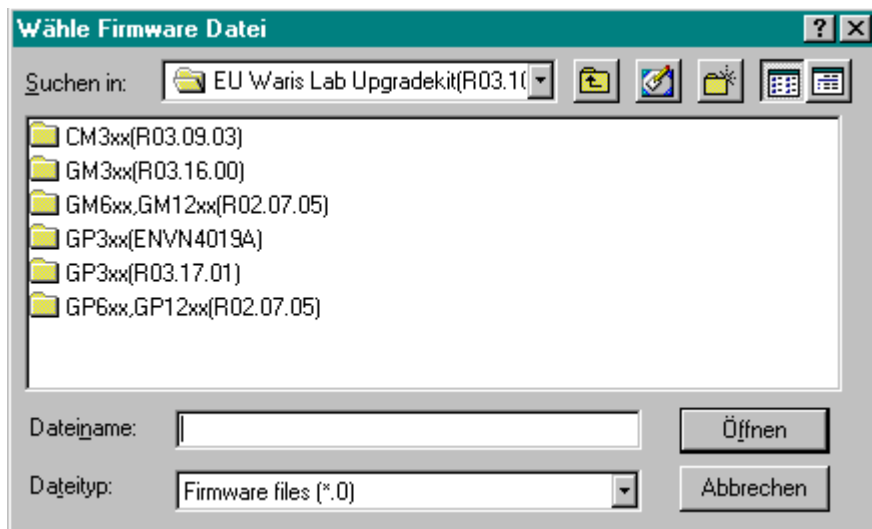 Wähle Firmware Datei
Suchen in: EU Waris Lab Upgradekit(R03.10
CM3xx(R03.09.03)
GM3xx(R03.16.00)
GM6xx,GM12xx(R02.07.05)
GP3xx(ENVN4019A)
GP3xx(R03.17.01)
GP6xx,GP12xx(R02.07.05)
Dateiname: Öffnen
Dateityp: Firmware files (*.0) Abbrechen